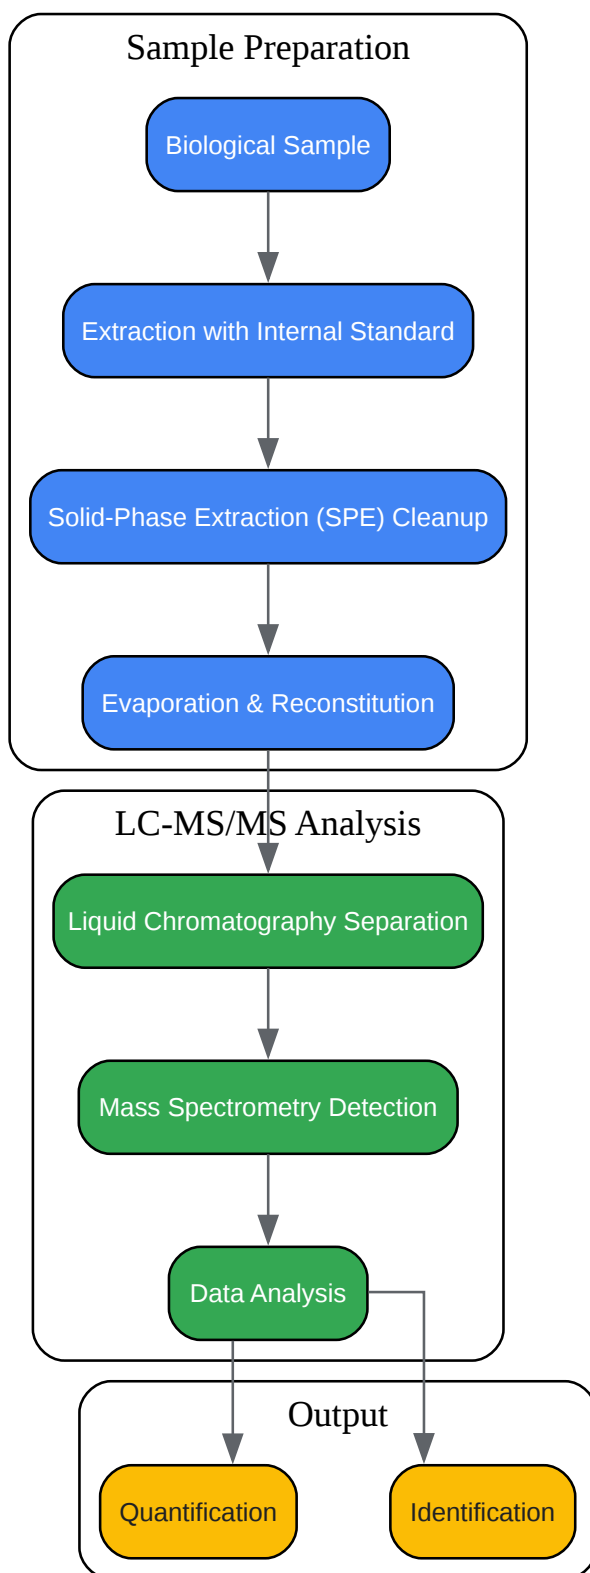 Sample Preparation
Biological Sample
Extraction with Internal Standard
Solid-Phase Extraction (SPE) Cleanup
Evaporation & Reconstitution
LC-MS/MS Analysis
Liquid Chromatography Separation
Mass Spectrometry Detection
Data Analysis
Output
Quantification
Identification